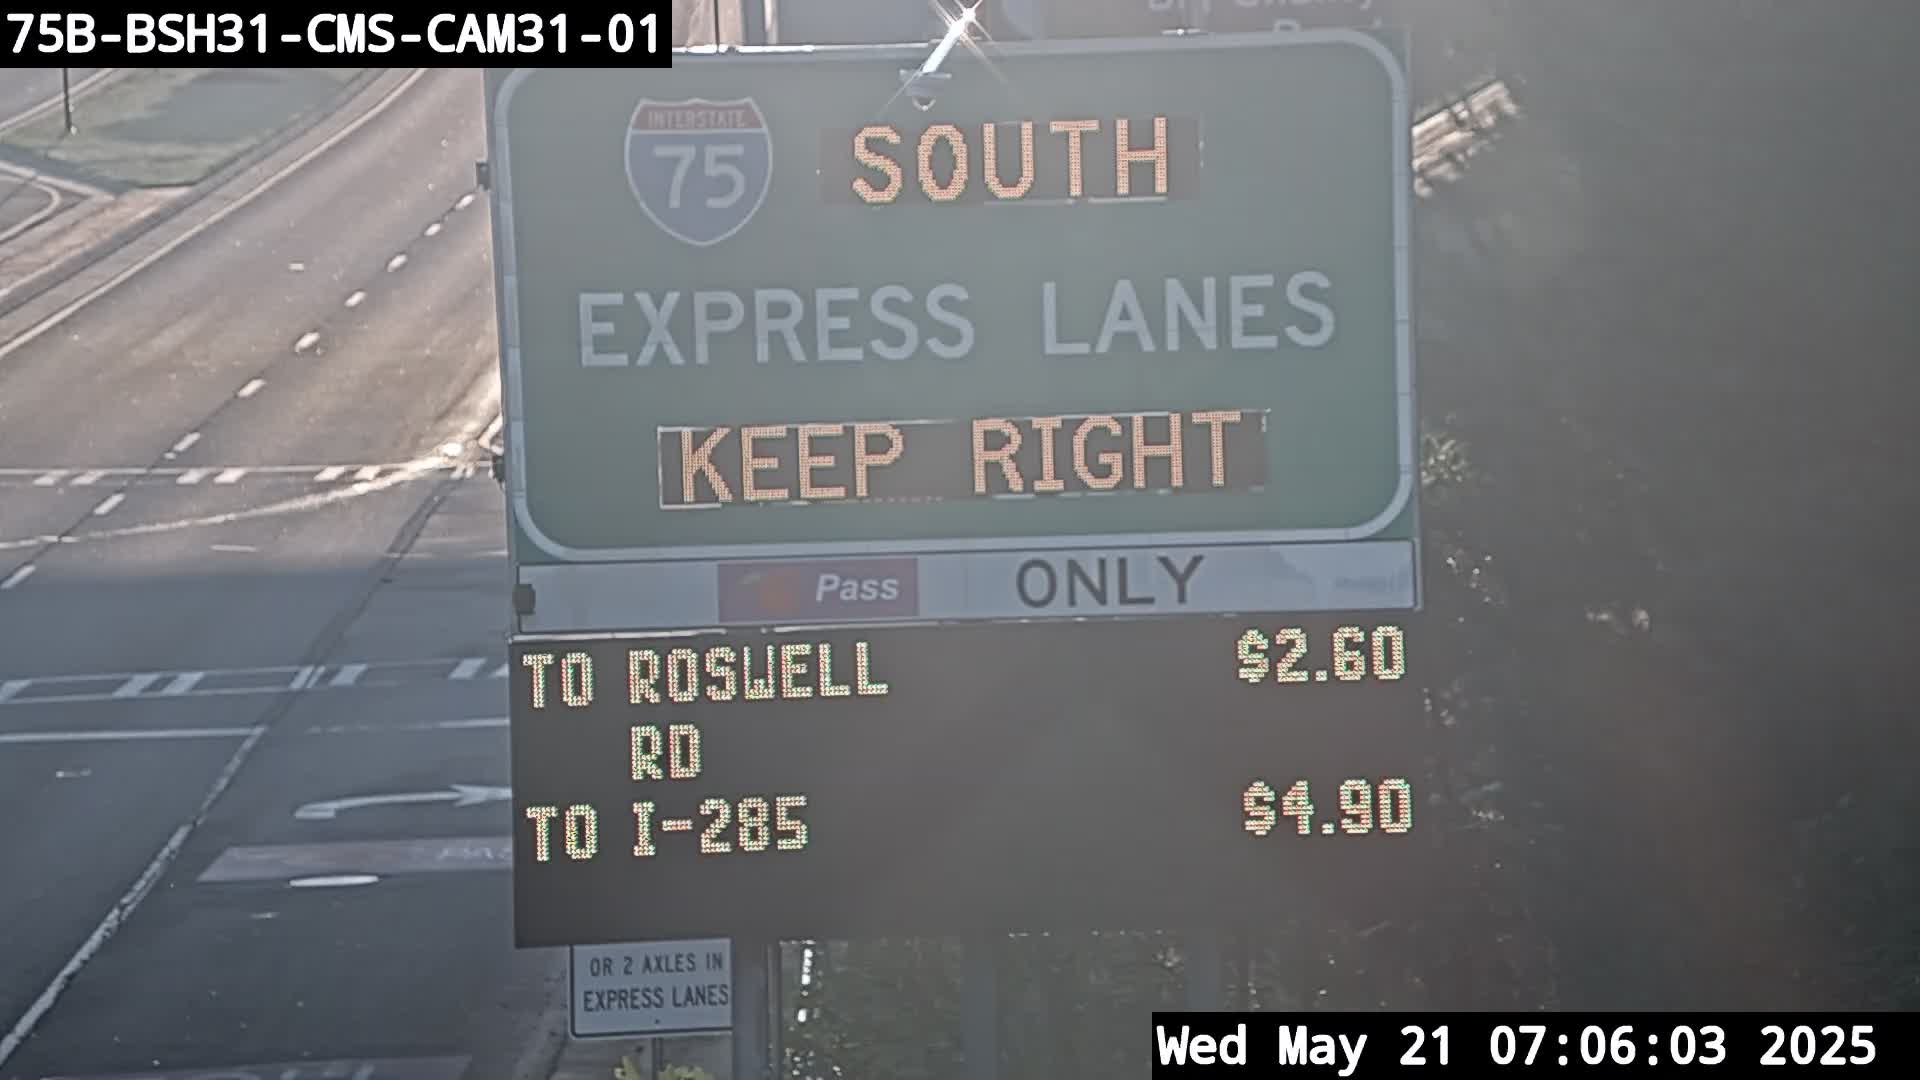 75B-BSH31-CMS-CAM31-01
INTERSTATE
75
SOUTH
EXPRESS LANES
KEEP RIGHT
Pass ONLY
TO ROSWELL $2.60
RD
TO I-285 $4.90
OR 2 AXLES IN
EXPRESS LANES
Wed May 21 07:06:03 2025